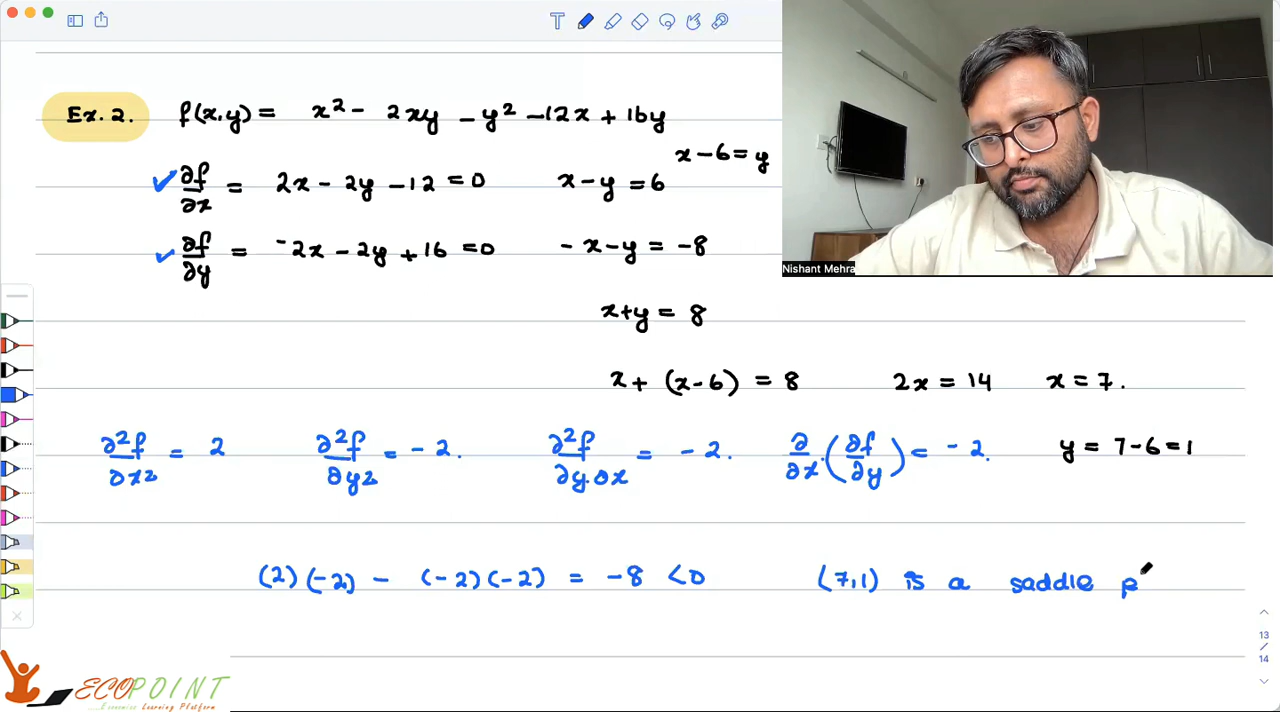 Ex. 2. f(x,y) = x² - 2xy - y² - 12x + 16y
x - 6 = y
∂f/∂x = 2x - 2y - 12 = 0 x - y = 6
∂f/∂y = -2x - 2y + 16 = 0 - x - y = -8
Nishant Mehra
x + y = 8
x + (x - 6) = 8 2x = 14 x = 7.
∂²f/∂x² = 2 ∂²f/∂y² = - 2. ∂²f/∂y.∂x = - 2. ∂/∂x.(∂f/∂y) = - 2. y = 7 - 6 = 1
(2)(-2) - (-2)(-2) = -8 < 0 (7,1) is a saddle p
13
/
14
ECOPOINT
Economics Learning Platform